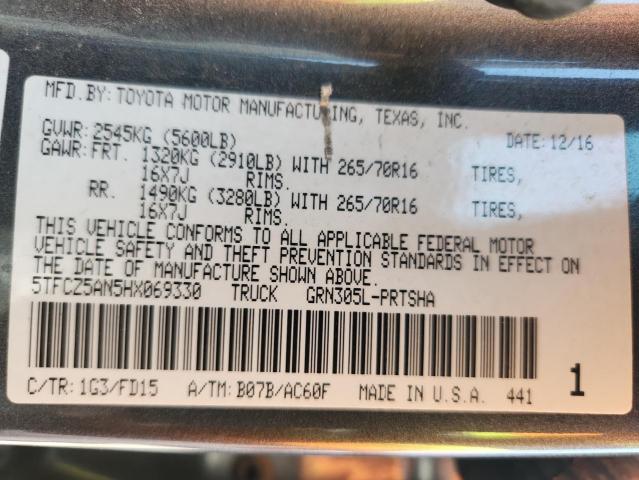 MFD.BY: TOYOTA MOTOR MANUFACTURING, TEXAS, INC.
GVWR: 2545KG (5600LB) DATE: 12/16
GAWR: FRT. 1320KG (2910LB) WITH 265/70R16 TIRES,
16X7J RIMS.
RR. 1490KG (3280LB) WITH 265/70R16 TIRES,
16X7J RIMS.
THIS VEHICLE CONFORMS TO ALL APPLICABLE FEDERAL MOTOR
VEHICLE SAFETY AND THEFT PREVENTION STANDARDS IN EFFECT ON
THE DATE OF MANUFACTURE SHOWN ABOVE.
5TFCZ5AN5HX069330 TRUCK GRN305L-PRTSHA
C/TR: 1G3/FD15 A/TM: B07B/AC60F MADE IN U.S.A. 441 1